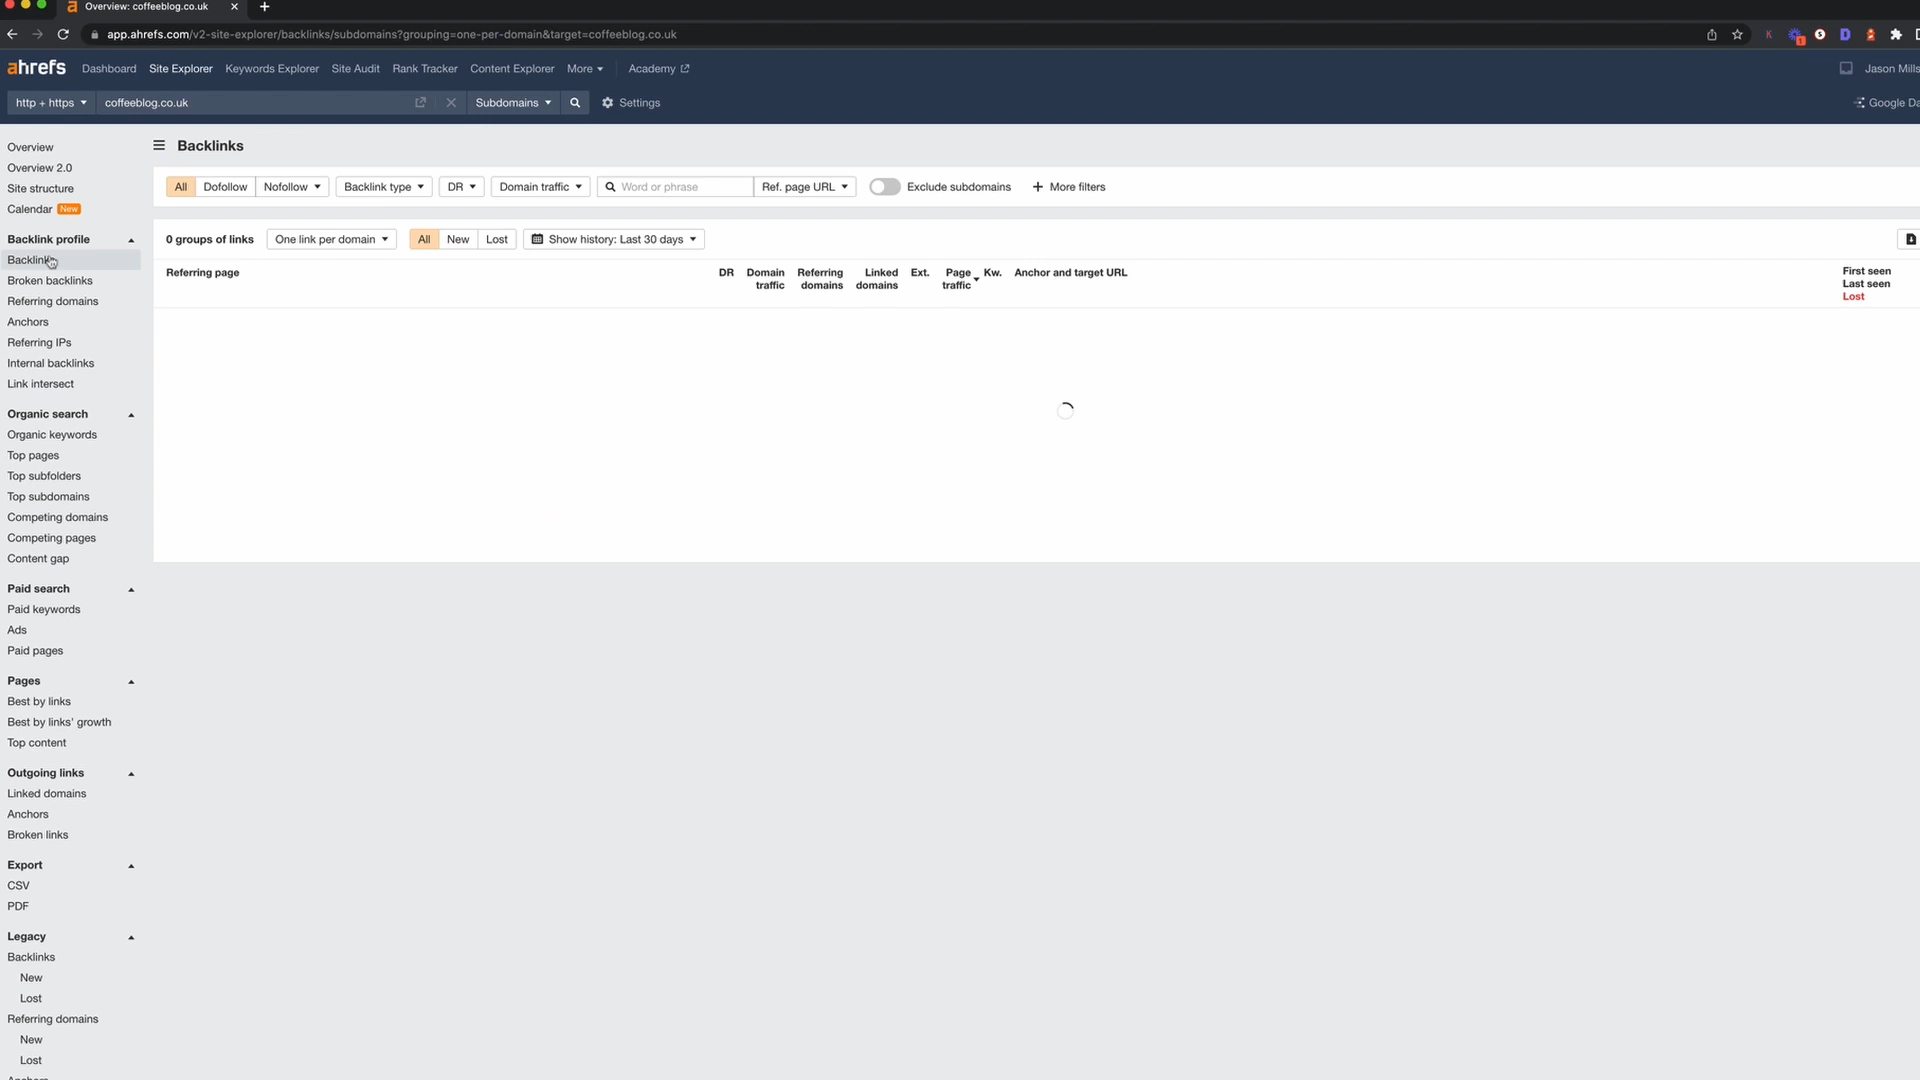 Overview: coffeeblog.co.uk
app.ahrefs.com/v2-site-explorer/backlinks/subdomains?grouping=one-per-domain&target=coffeeblog.co.uk
ahrefs Dashboard Site Explorer Keywords Explorer Site Audit Rank Tracker Content Explorer More Academy Jason Mills
http + https coffeeblog.co.uk Subdomains Settings Google Da
Overview
Overview 2.0
Site structure
Calendar New
Backlink profile
Backlinks
Broken backlinks
Referring domains
Anchors
Referring IPs
Internal backlinks
Link intersect
Organic search
Organic keywords
Top pages
Top subfolders
Top subdomains
Competing domains
Competing pages
Content gap
Paid search
Paid keywords
Ads
Paid pages
Pages
Best by links
Best by links' growth
Top content
Outgoing links
Linked domains
Anchors
Broken links
Export
CSV
PDF
Legacy
Backlinks
New
Lost
Referring domains
New
Lost
Backlinks
All Dofollow Nofollow Backlink type DR Domain traffic Word or phrase Ref. page URL Exclude subdomains + More filters
0 groups of links One link per domain All New Lost Show history: Last 30 days
Referring page DR Domain Referring Linked Ext. Page Kw. Anchor and target URL First seen
traffic domains domains traffic Last seen
Lost